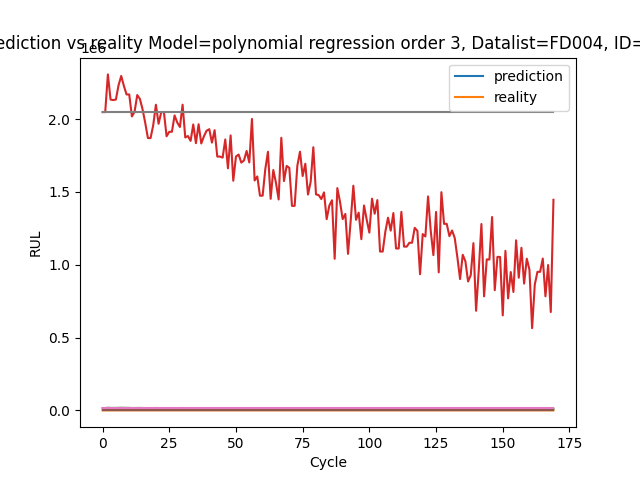 ediction vs reality Model=polynomial regression order 3, Datalist=FD004, ID=
1e6
prediction
reality
2.0
1.5
1.0
0.5
0.0
RUL
0
25
50
75
100
125
150
175
Cycle